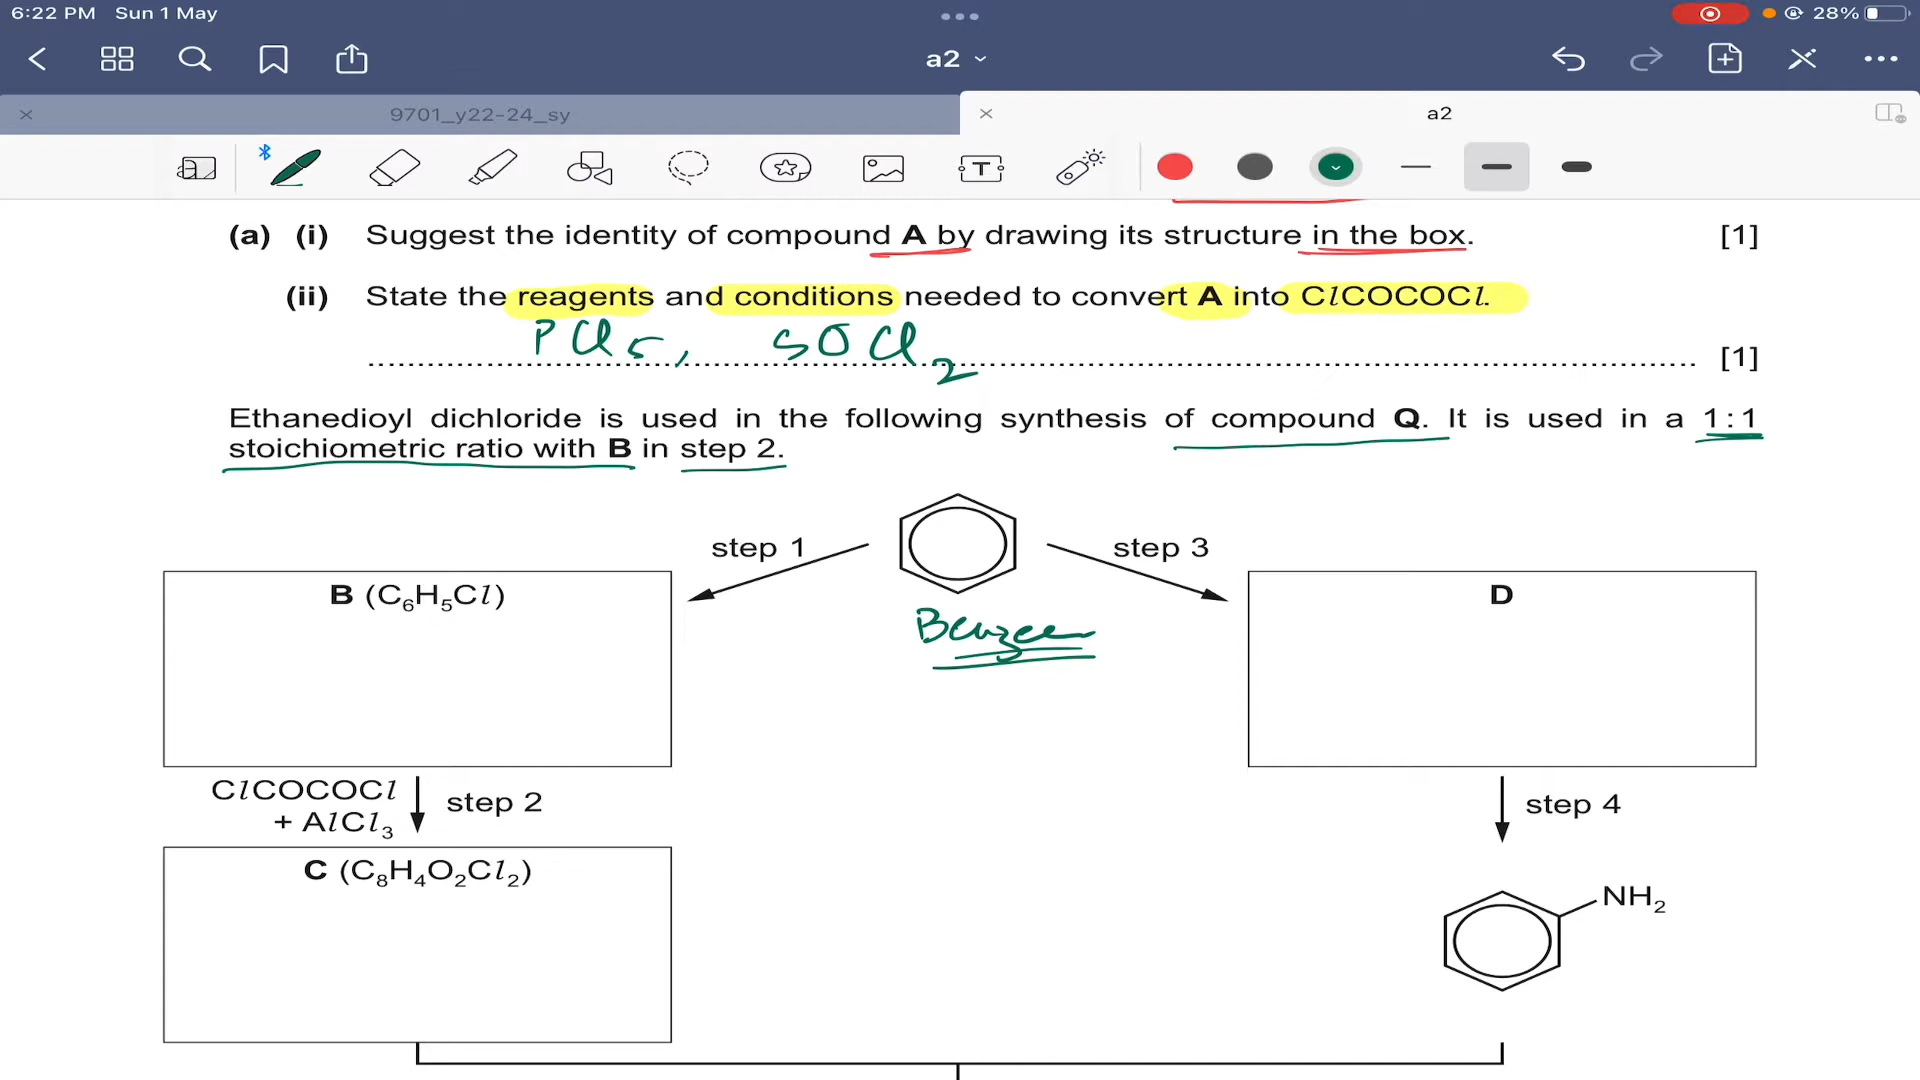 6:22 PM Sun 1 May
28%
a2
9701_y22-24_sy
a2
(a) (i) Suggest the identity of compound A by drawing its structure in the box. [1]
(ii) State the reagents and conditions needed to convert A into ClCOCOCl.
PCl5, SOCl2
[1]
Ethanedioyl dichloride is used in the following synthesis of compound Q. It is used in a 1:1
stoichiometric ratio with B in step 2.
step 1
step 3
B (C6H5Cl)
D
ClCOCOCl
+ AlCl3
step 2
step 4
C (C8H4O2Cl2)
NH2